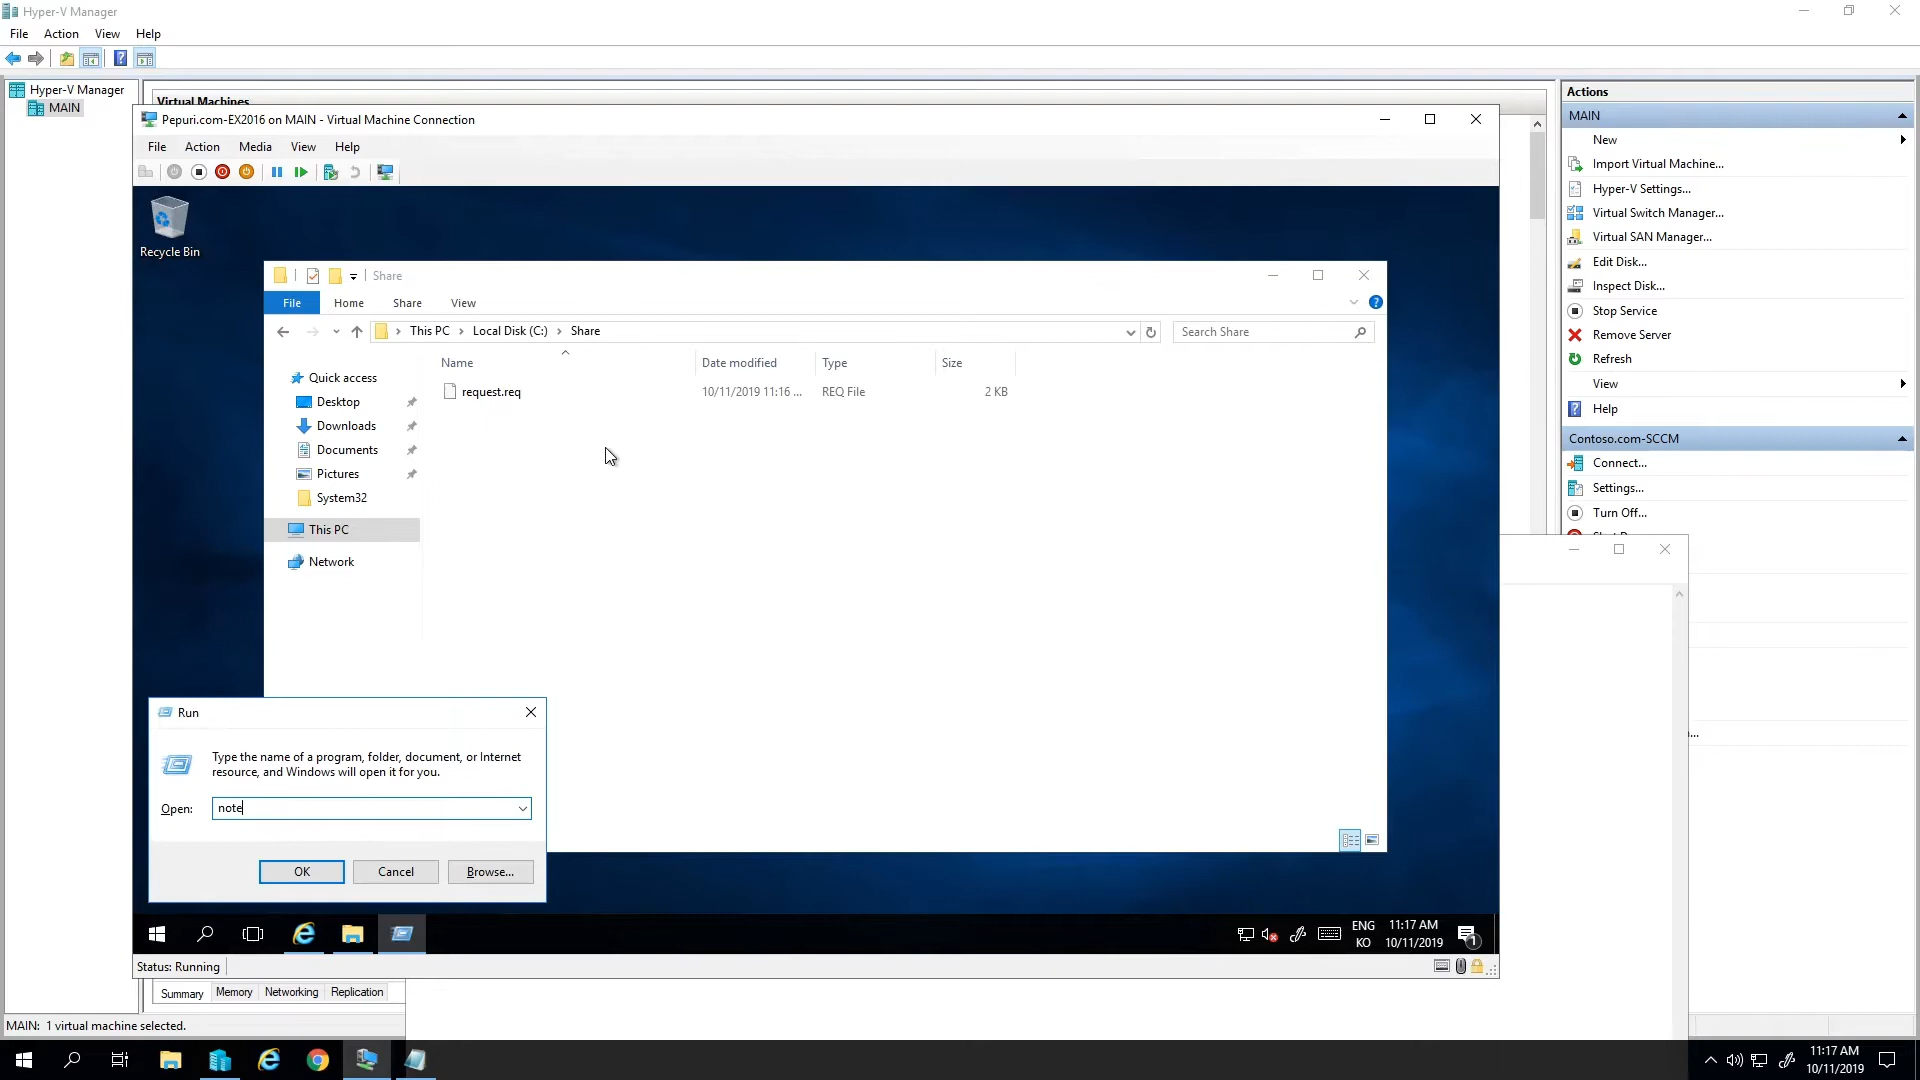 Hyper-V Manager
File Action View Help
Hyper-V Manager
MAIN
Virtual Machines
Pepuri.com-EX2016 on MAIN - Virtual Machine Connection
File Action Media View Help
Recycle Bin
Share
File Home Share View
This PC Local Disk (C:) Share
Search Share
Name Date modified Type Size
request.req 10/11/2019 11:16 ... REQ File 2 KB
Quick access
Desktop
Downloads
Documents
Pictures
System32
This PC
Network
Run
Type the name of a program, folder, document, or Internet
resource, and Windows will open it for you.
Open: note
OK Cancel Browse...
ENG
KO
11:17 AM
10/11/2019
1
Status: Running
Summary Memory Networking Replication
MAIN: 1 virtual machine selected.
Actions
MAIN
New
Import Virtual Machine...
Hyper-V Settings...
Virtual Switch Manager...
Virtual SAN Manager...
Edit Disk...
Inspect Disk...
Stop Service
Remove Server
Refresh
View
Help
Contoso.com-SCCM
Connect...
Settings...
Turn Off...
11:17 AM
10/11/2019